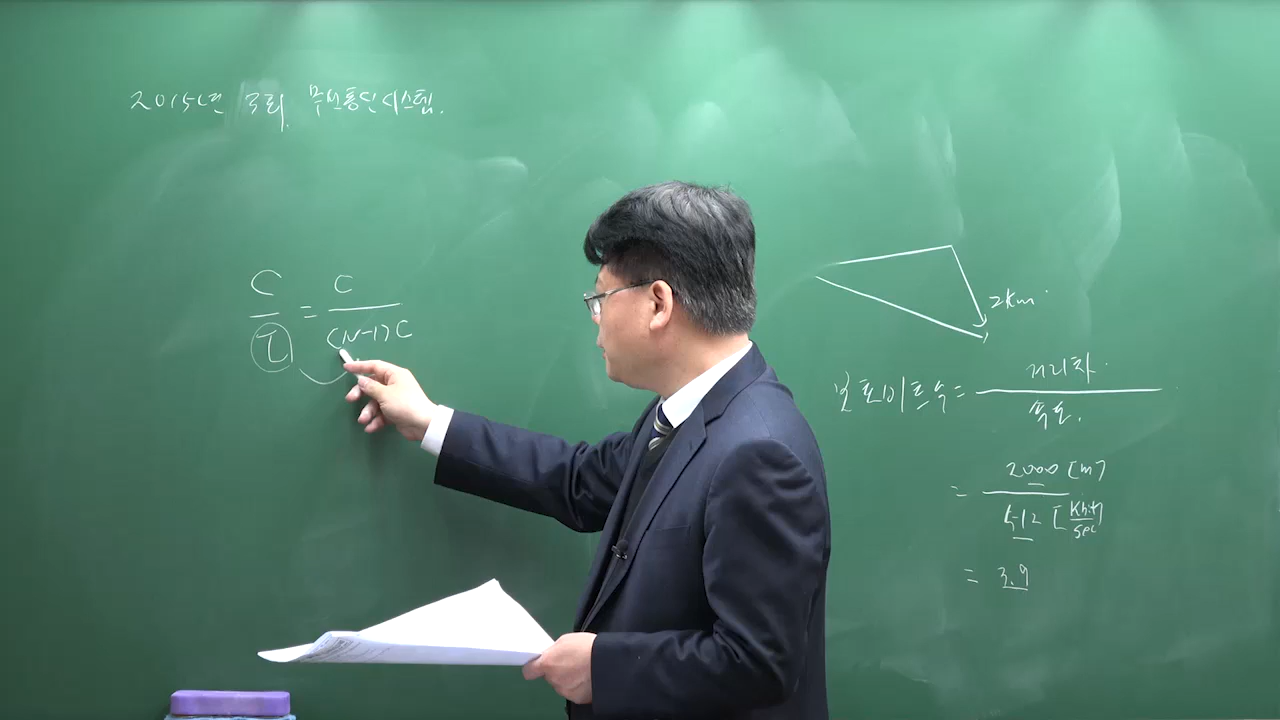 2015년 3회. 무선통신시스템.
C/I = C/(N-1)C
2km
보호비트수 = 거리차/속도.
= 2000 [m]/512 [Kbit/sec]
= 3.9